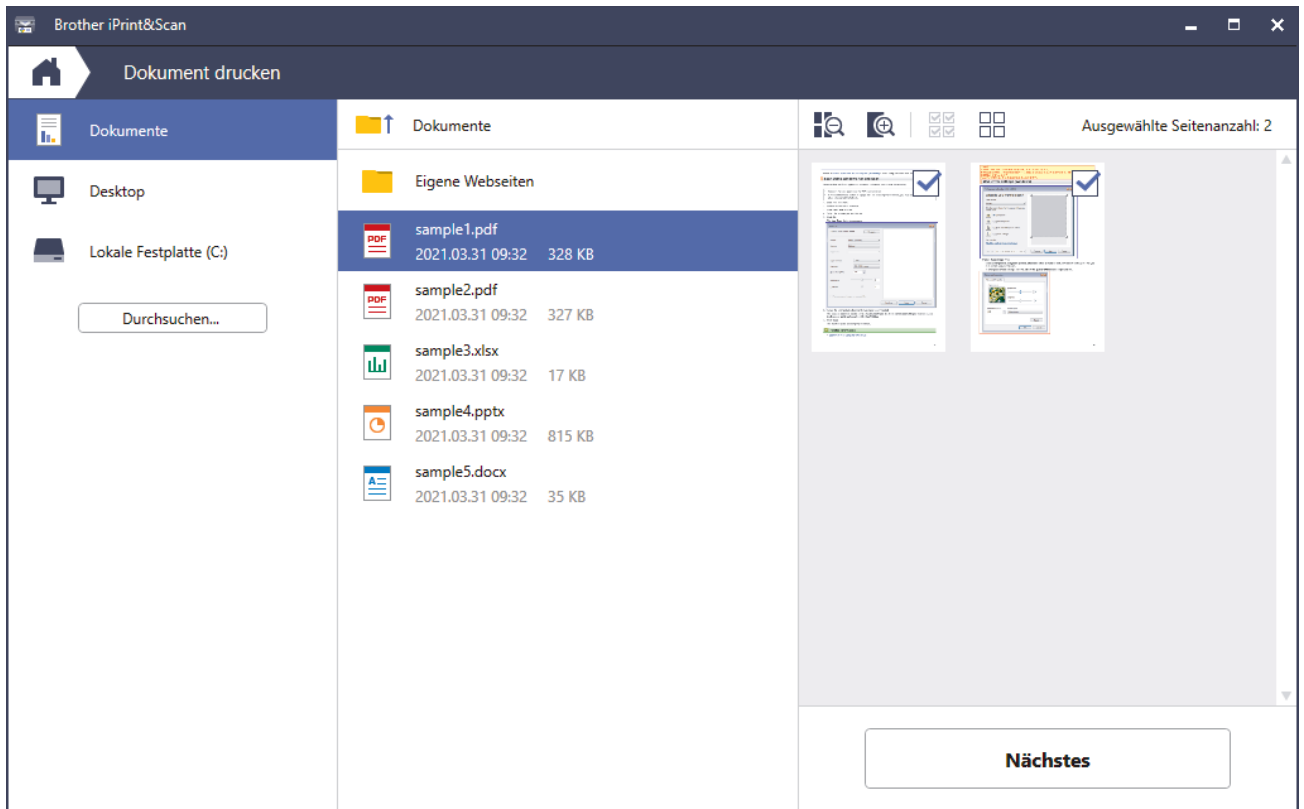 Brother iPrint&Scan
Dokument drucken
Dokumente
Desktop
Lokale Festplatte (C:)
Durchsuchen...
Dokumente
Eigene Webseiten
sample1.pdf
2021.03.31 09:32 328 KB
sample2.pdf
2021.03.31 09:32 327 KB
sample3.xlsx
2021.03.31 09:32 17 KB
sample4.pptx
2021.03.31 09:32 815 KB
sample5.docx
2021.03.31 09:32 35 KB
PDF
PDF
A
Ausgewählte Seitenanzahl: 2
Nächstes